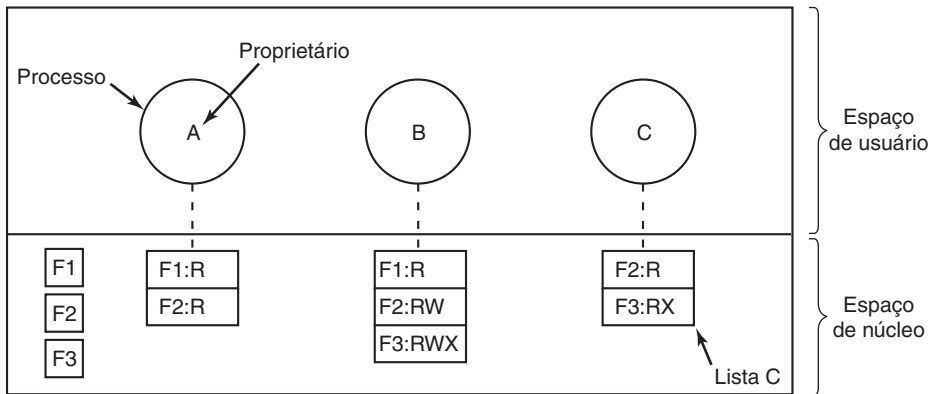 Proprietário
Processo
A
B
C
Espaço
de usuário
F1
F2
F3
F1:R
F2:R
F1:R
F2:RW
F3:RWX
F2:R
F3:RX
Lista C
Espaço
de núcleo